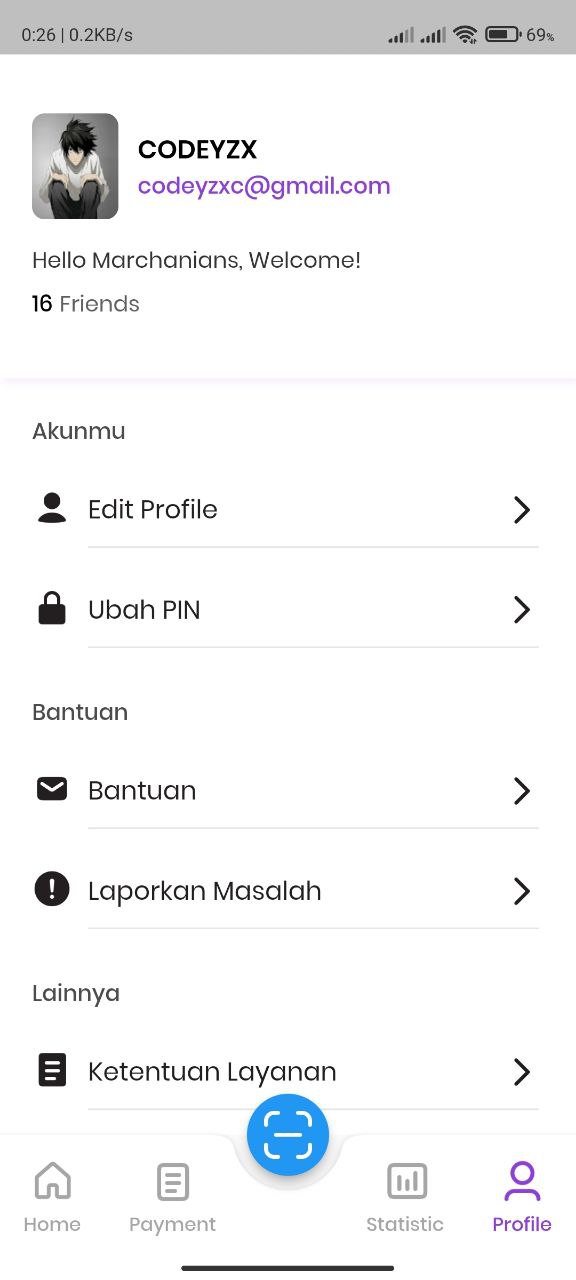 0:26 | 0.2KB/s
69%
CODEYZX
codeyzxc@gmail.com
Hello Marchanians, Welcome!
16 Friends
Akunmu
Edit Profile
Ubah PIN
Bantuan
Bantuan
Laporkan Masalah
Lainnya
Ketentuan Layanan
Home
Payment
Statistic
Profile